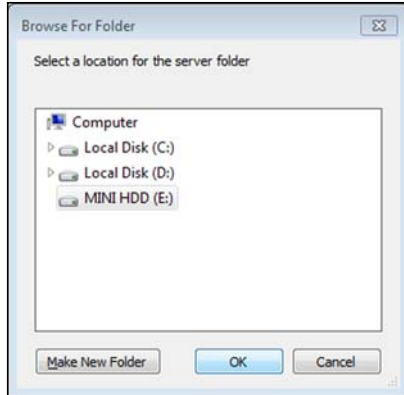 Browse For Folder
Select a location for the server folder
Computer
Local Disk (C:)
Local Disk (D:)
MINI HDD (E:)
Make New Folder
OK
Cancel